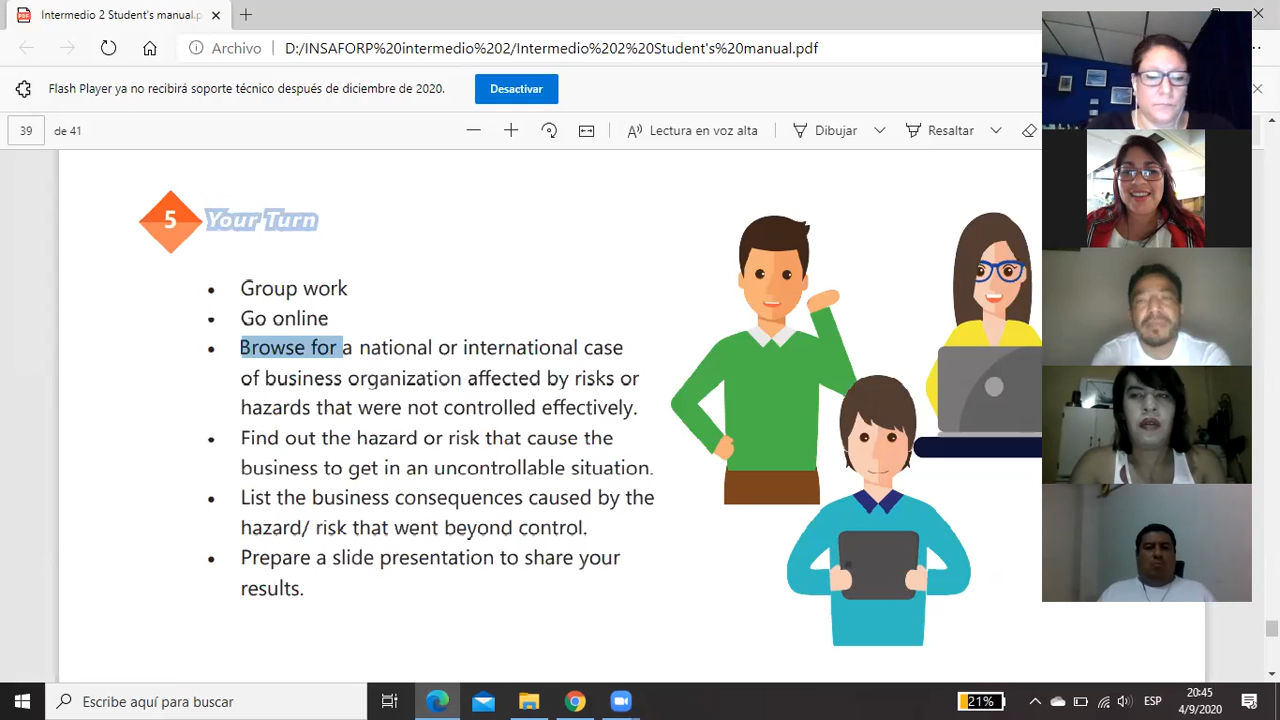 Intermedio 2 Student's manual.p
Archivo
D:/INSAFORP%20intermedio%202/Intermedio%202%20Student's%20manual.pdf
Flash Player ya no recibirá soporte técnico después de diciembre de 2020.
Desactivar
39
de 41
Lectura en voz alta
Dibujar
Resaltar
5
Your Turn
• Group work
• Go online
• Browse for a national or international case
of business organization affected by risks or
hazards that were not controlled effectively.
• Find out the hazard or risk that cause the
business to get in an uncontrollable situation.
• List the business consequences caused by the
hazard/ risk that went beyond control.
• Prepare a slide presentation to share your
results.
Escribe aquí para buscar
21%
ESP
20:45
4/9/2020